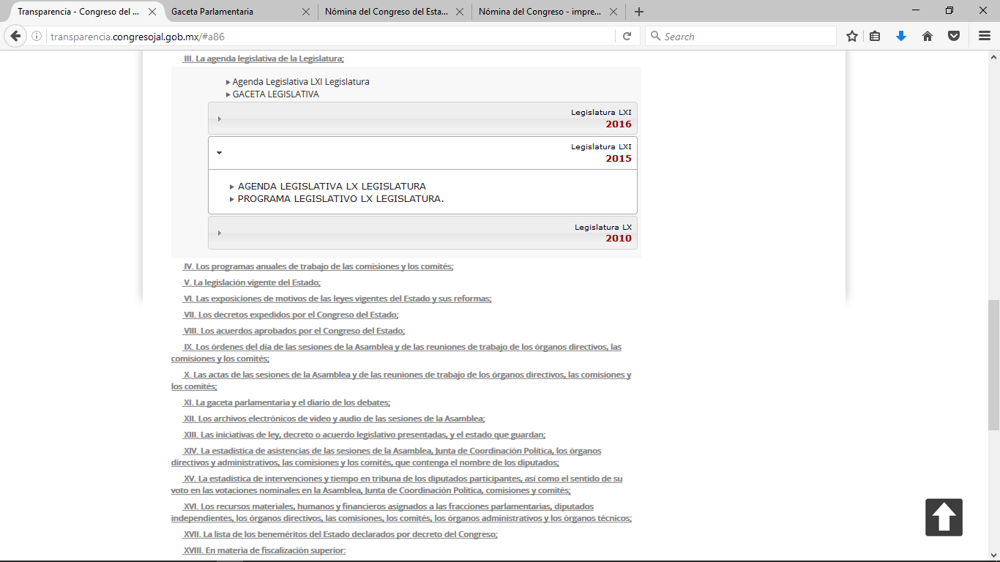 Transparencia - Congreso del ...
Gaceta Parlamentaria
Nómina del Congreso del Esta...
Nómina del Congreso - impre...
transparencia.congresojal.gob.mx/#a86
Search
III. La agenda legislativa de la Legislatura;
Agenda Legislativa LXI Legislatura
GACETA LEGISLATIVA
Legislatura LXI
2016
Legislatura LXI
2015
AGENDA LEGISLATIVA LX LEGISLATURA
PROGRAMA LEGISLATIVO LX LEGISLATURA.
Legislatura LX
2010
IV. Los programas anuales de trabajo de las comisiones y los comités;
V. La legislación vigente del Estado;
VI. Las exposiciones de motivos de las leyes vigentes del Estado y sus reformas;
VII. Los decretos expedidos por el Congreso del Estado;
VIII. Los acuerdos aprobados por el Congreso del Estado;
IX. Los órdenes del día de las sesiones de la Asamblea y de las reuniones de trabajo de los órganos directivos, las
comisiones y los comités;
X. Las actas de las sesiones de la Asamblea y de las reuniones de trabajo de los órganos directivos, las comisiones y
los comités;
XI. La gaceta parlamentaria y el diario de los debates;
XII. Los archivos electrónicos de video y audio de las sesiones de la Asamblea;
XIII. Las iniciativas de ley, decreto o acuerdo legislativo presentadas, y el estado que guardan;
XIV. La estadística de asistencias de las sesiones de la Asamblea, Junta de Coordinación Política, los órganos
directivos y administrativos, las comisiones y los comités, que contenga el nombre de los diputados;
XV. La estadística de intervenciones y tiempo en tribuna de los diputados participantes, así como el sentido de su
voto en las votaciones nominales en la Asamblea, Junta de Coordinación Política, comisiones y comités;
XVI. Los recursos materiales, humanos y financieros asignados a las fracciones parlamentarias, diputados
independientes, los órganos directivos, las comisiones, los comités, los órganos administrativos y los órganos técnicos;
XVII. La lista de los beneméritos del Estado declarados por decreto del Congreso;
XVIII. En materia de fiscalización superior: